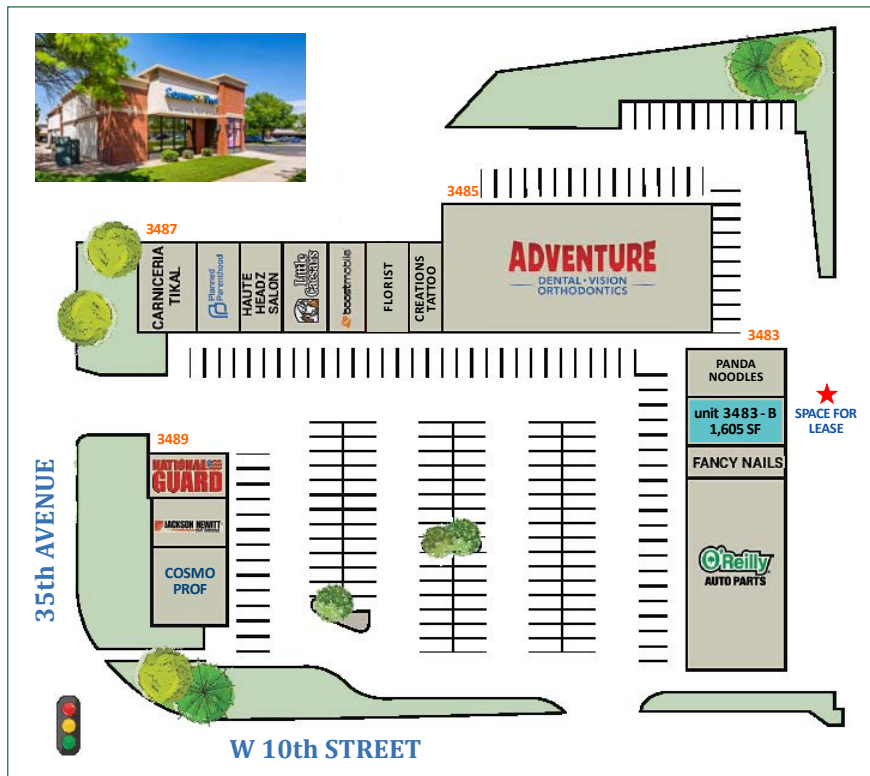 Cosmo Prof
3485
3487
CARNICERIA
TIKAL
Planned
Parenthood
HAUTE
HEADZ
SALON
Little
Caesars
boostmobile
FLORIST
CREATIONS
TATTOO
ADVENTURE
DENTAL • VISION
ORTHODONTICS
3483
PANDA
NOODLES
unit 3483 - B
1,605 SF
SPACE FOR
LEASE
FANCY NAILS
O'Reilly
AUTO PARTS
3489
NATIONAL
GUARD
JACKSON HEWITT
COSMO
PROF
35th AVENUE
W 10th STREET